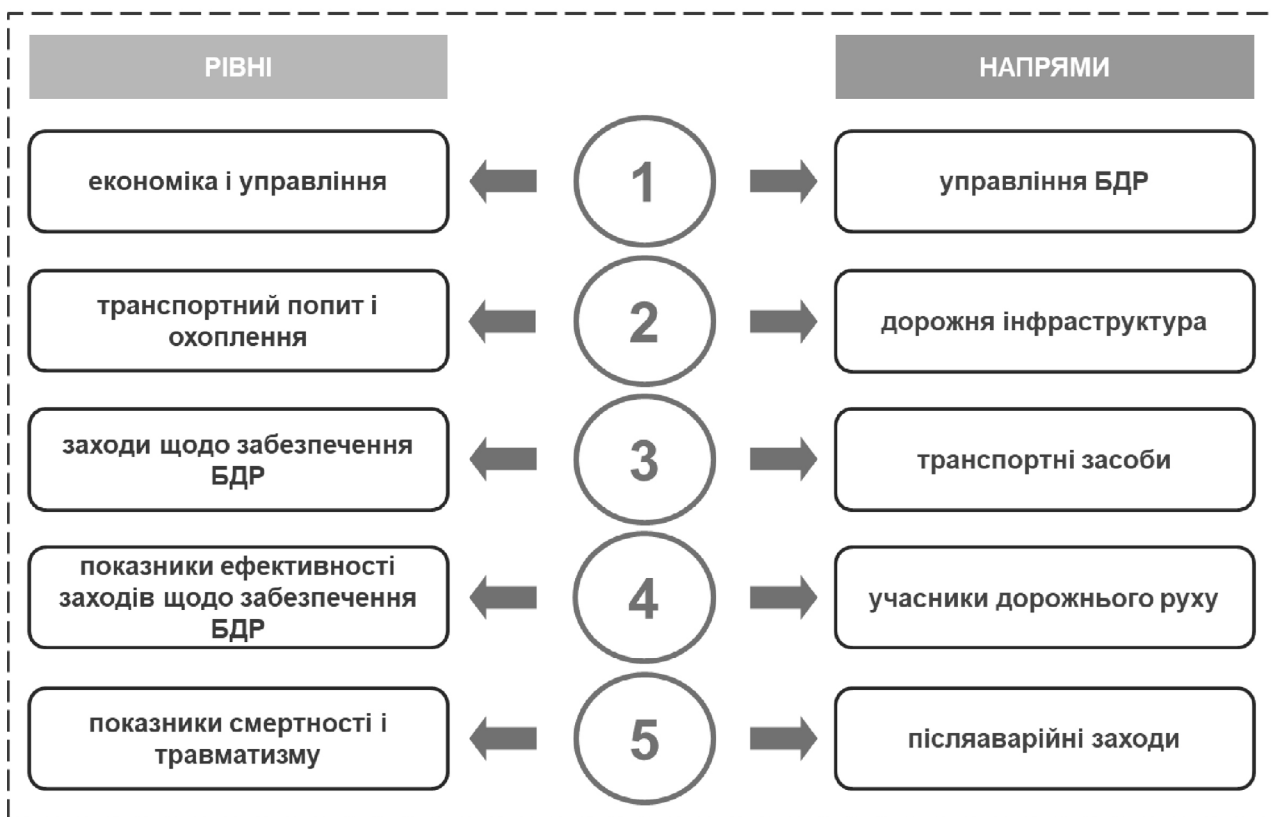 РІВНІ
НАПРЯМИ
економіка і управління
1
управління БДР
транспортний попит і
охоплення
2
дорожня інфраструктура
заходи щодо забезпечення
БДР
3
транспортні засоби
показники ефективності
заходів щодо забезпечення
БДР
4
учасники дорожнього руху
показники смертності і
травматизму
5
післяаварійні заходи